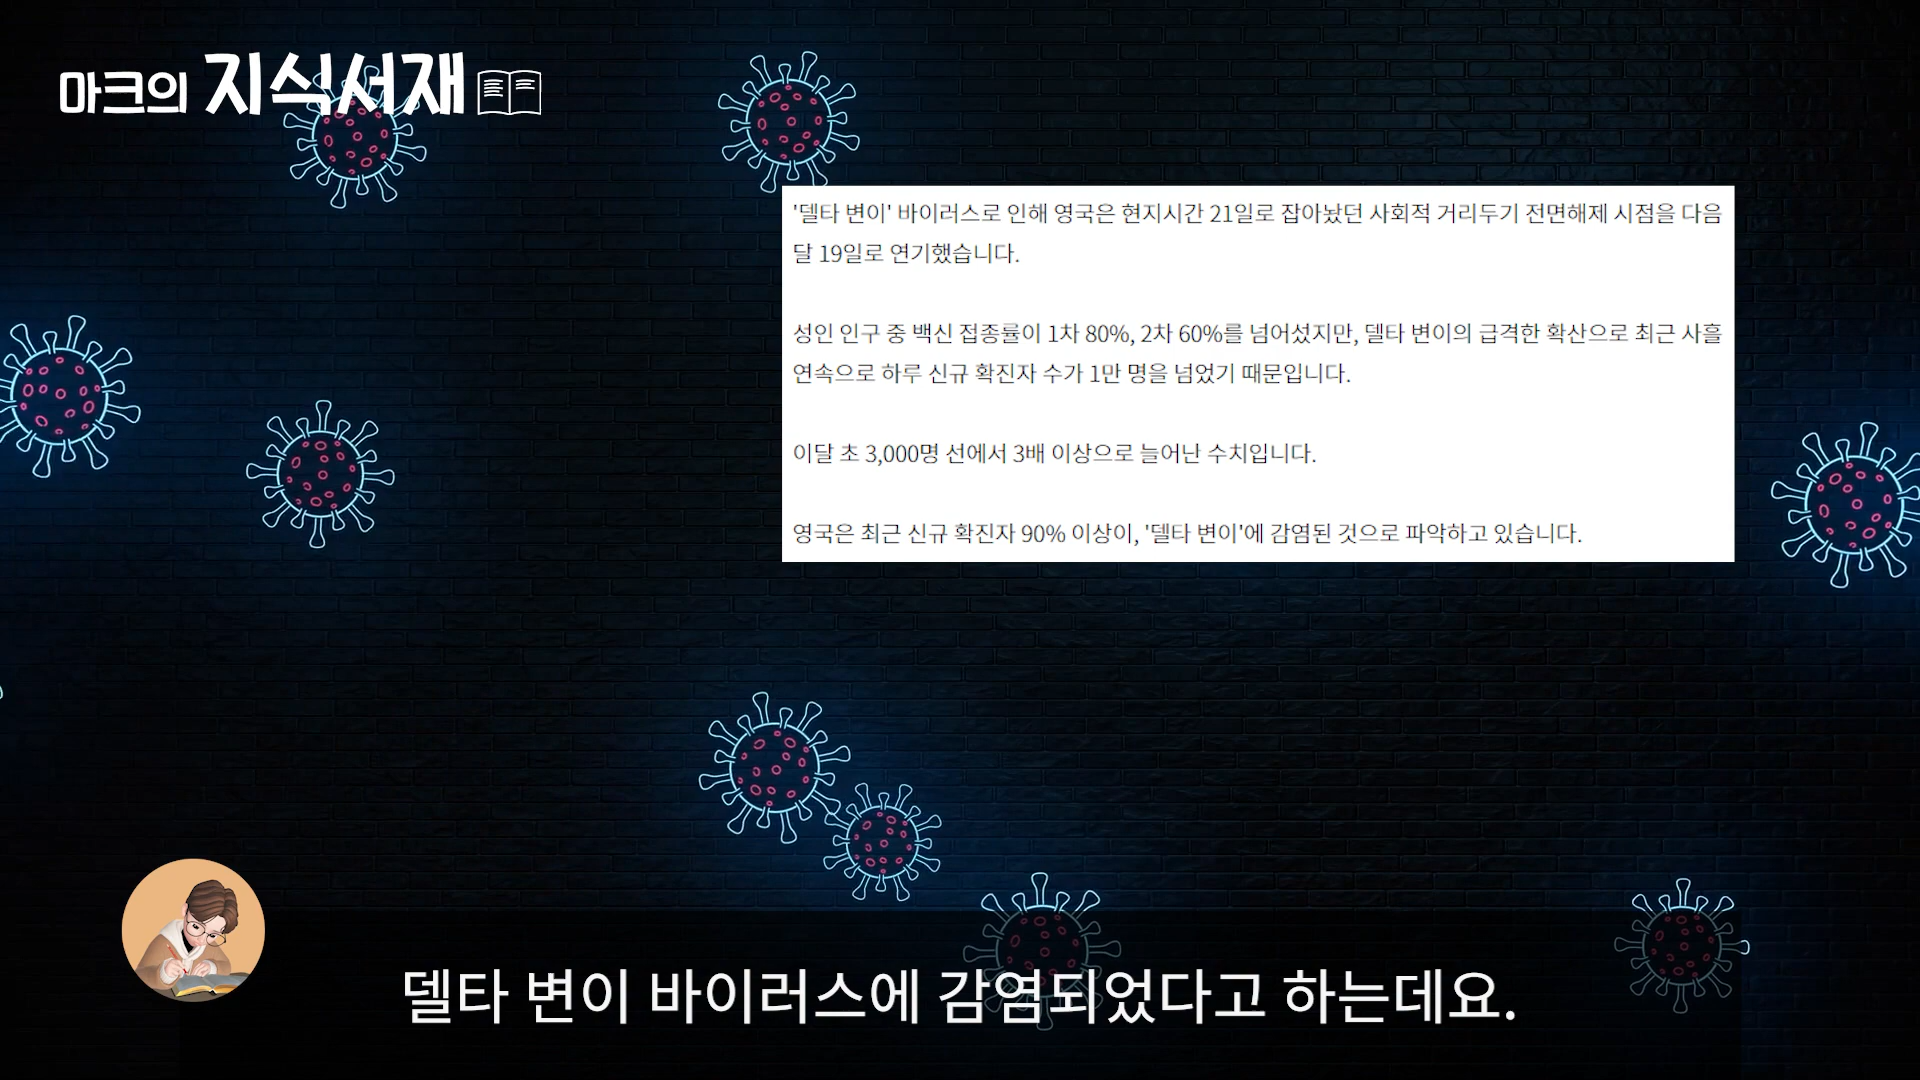 마크의 지식서재
'델타 변이' 바이러스로 인해 영국은 현지시간 21일로 잡아놨던 사회적 거리두기 전면해제 시점을 다음
달 19일로 연기했습니다.
성인 인구 중 백신 접종률이 1차 80%, 2차 60%를 넘어섰지만, 델타 변이의 급격한 확산으로 최근 사흘
연속으로 하루 신규 확진자 수가 1만 명을 넘었기 때문입니다.
이달 초 3,000명 선에서 3배 이상으로 늘어난 수치입니다.
영국은 최근 신규 확진자 90% 이상이, '델타 변이'에 감염된 것으로 파악하고 있습니다.
델타 변이 바이러스에 감염되었다고 하는데요.